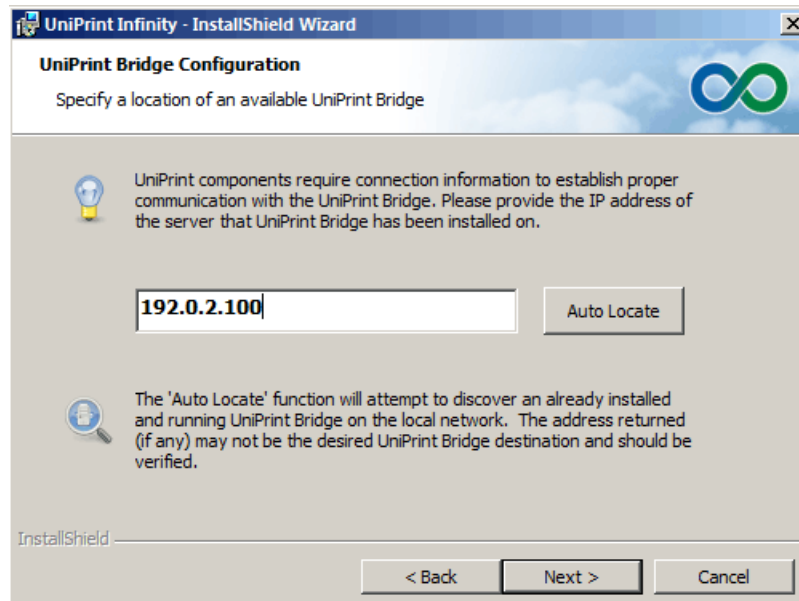 UniPrint Infinity - InstallShield Wizard
UniPrint Bridge Configuration
Specify a location of an available UniPrint Bridge
UniPrint components require connection information to establish proper
communication with the UniPrint Bridge. Please provide the IP address of
the server that UniPrint Bridge has been installed on.
192.0.2.100
Auto Locate
The 'Auto Locate' function will attempt to discover an already installed
and running UniPrint Bridge on the local network. The address returned
(if any) may not be the desired UniPrint Bridge destination and should be
verified.
InstallShield
< Back
Next >
Cancel